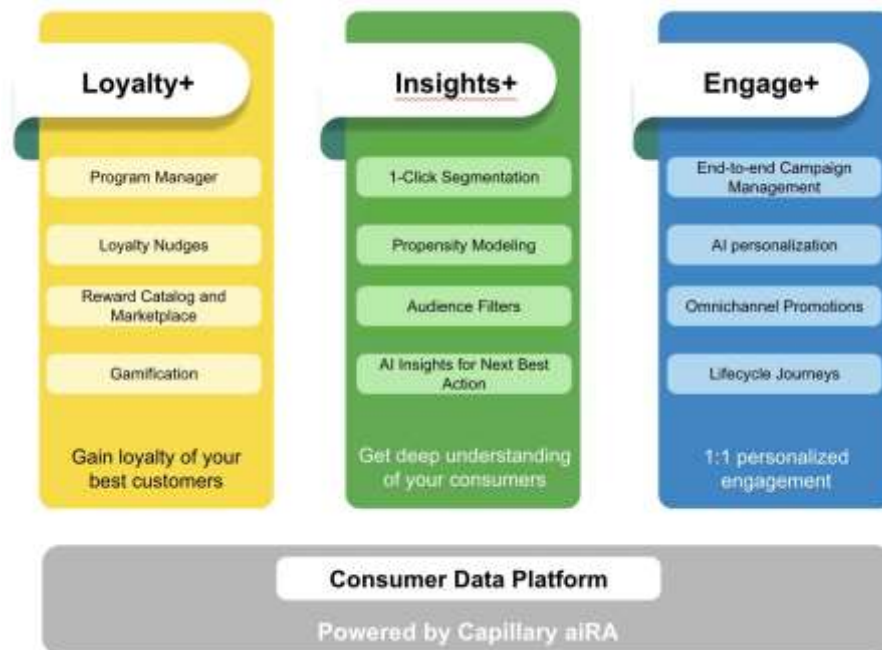 Loyalty+
Program Manager
Loyalty Nudges
Reward Catalog and
Marketplace
Gamification
Gain loyalty of your
best customers
Insights+
1-Click Segmentation
Propensity Modeling
Audience Filters
AI Insights for Next Best
Action
Get deep understanding
of your consumers
Engage+
End-to-end Campaign
Management
AI personalization
Omnichannel Promotions
Lifecycle Journeys
1:1 personalized
engagement
Consumer Data Platform
Powered by Capillary aiRA